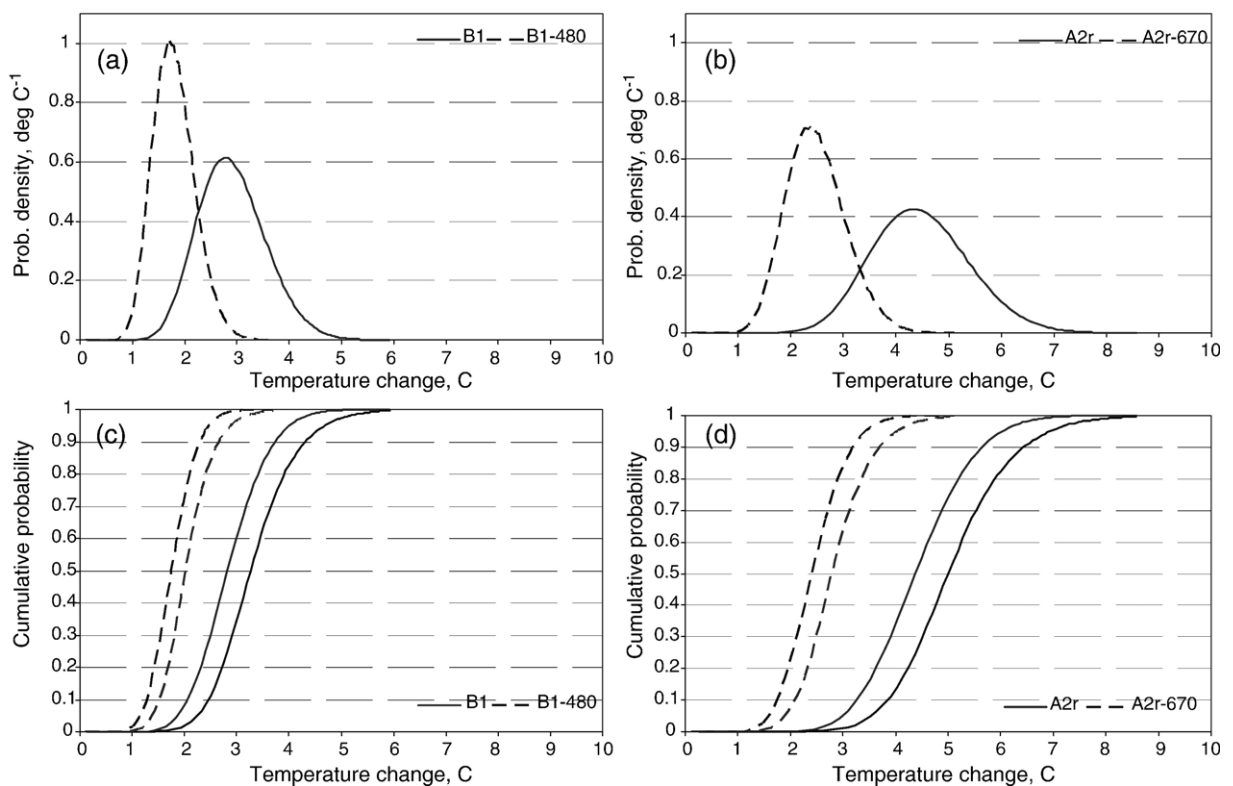 (a)
B1 B1-480
Prob. density, deg C-1
1
0.8
0.6
0.4
0.2
0
0 1 2 3 4 5 6 7 8 9 10
Temperature change, C
(b)
A2r A2r-670
Prob. density, deg C-1
1
0.8
0.6
0.4
0.2
0
0 1 2 3 4 5 6 7 8 9 10
Temperature change, C
(c)
Cumulative probability
1
0.9
0.8
0.7
0.6
0.5
0.4
0.3
0.2
0.1
0
B1 B1-480
0 1 2 3 4 5 6 7 8 9 10
Temperature change, C
(d)
Cumulative probability
1
0.9
0.8
0.7
0.6
0.5
0.4
0.3
0.2
0.1
0
A2r A2r-670
0 1 2 3 4 5 6 7 8 9 10
Temperature change, C